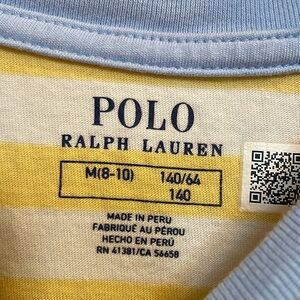 POLO
RALPH LAUREN
M(8-10) 140/64
140
MADE IN PERU
FABRIQUÉ AU PÉROU
HECHO EN PERÚ
RN 41381/CA 56658